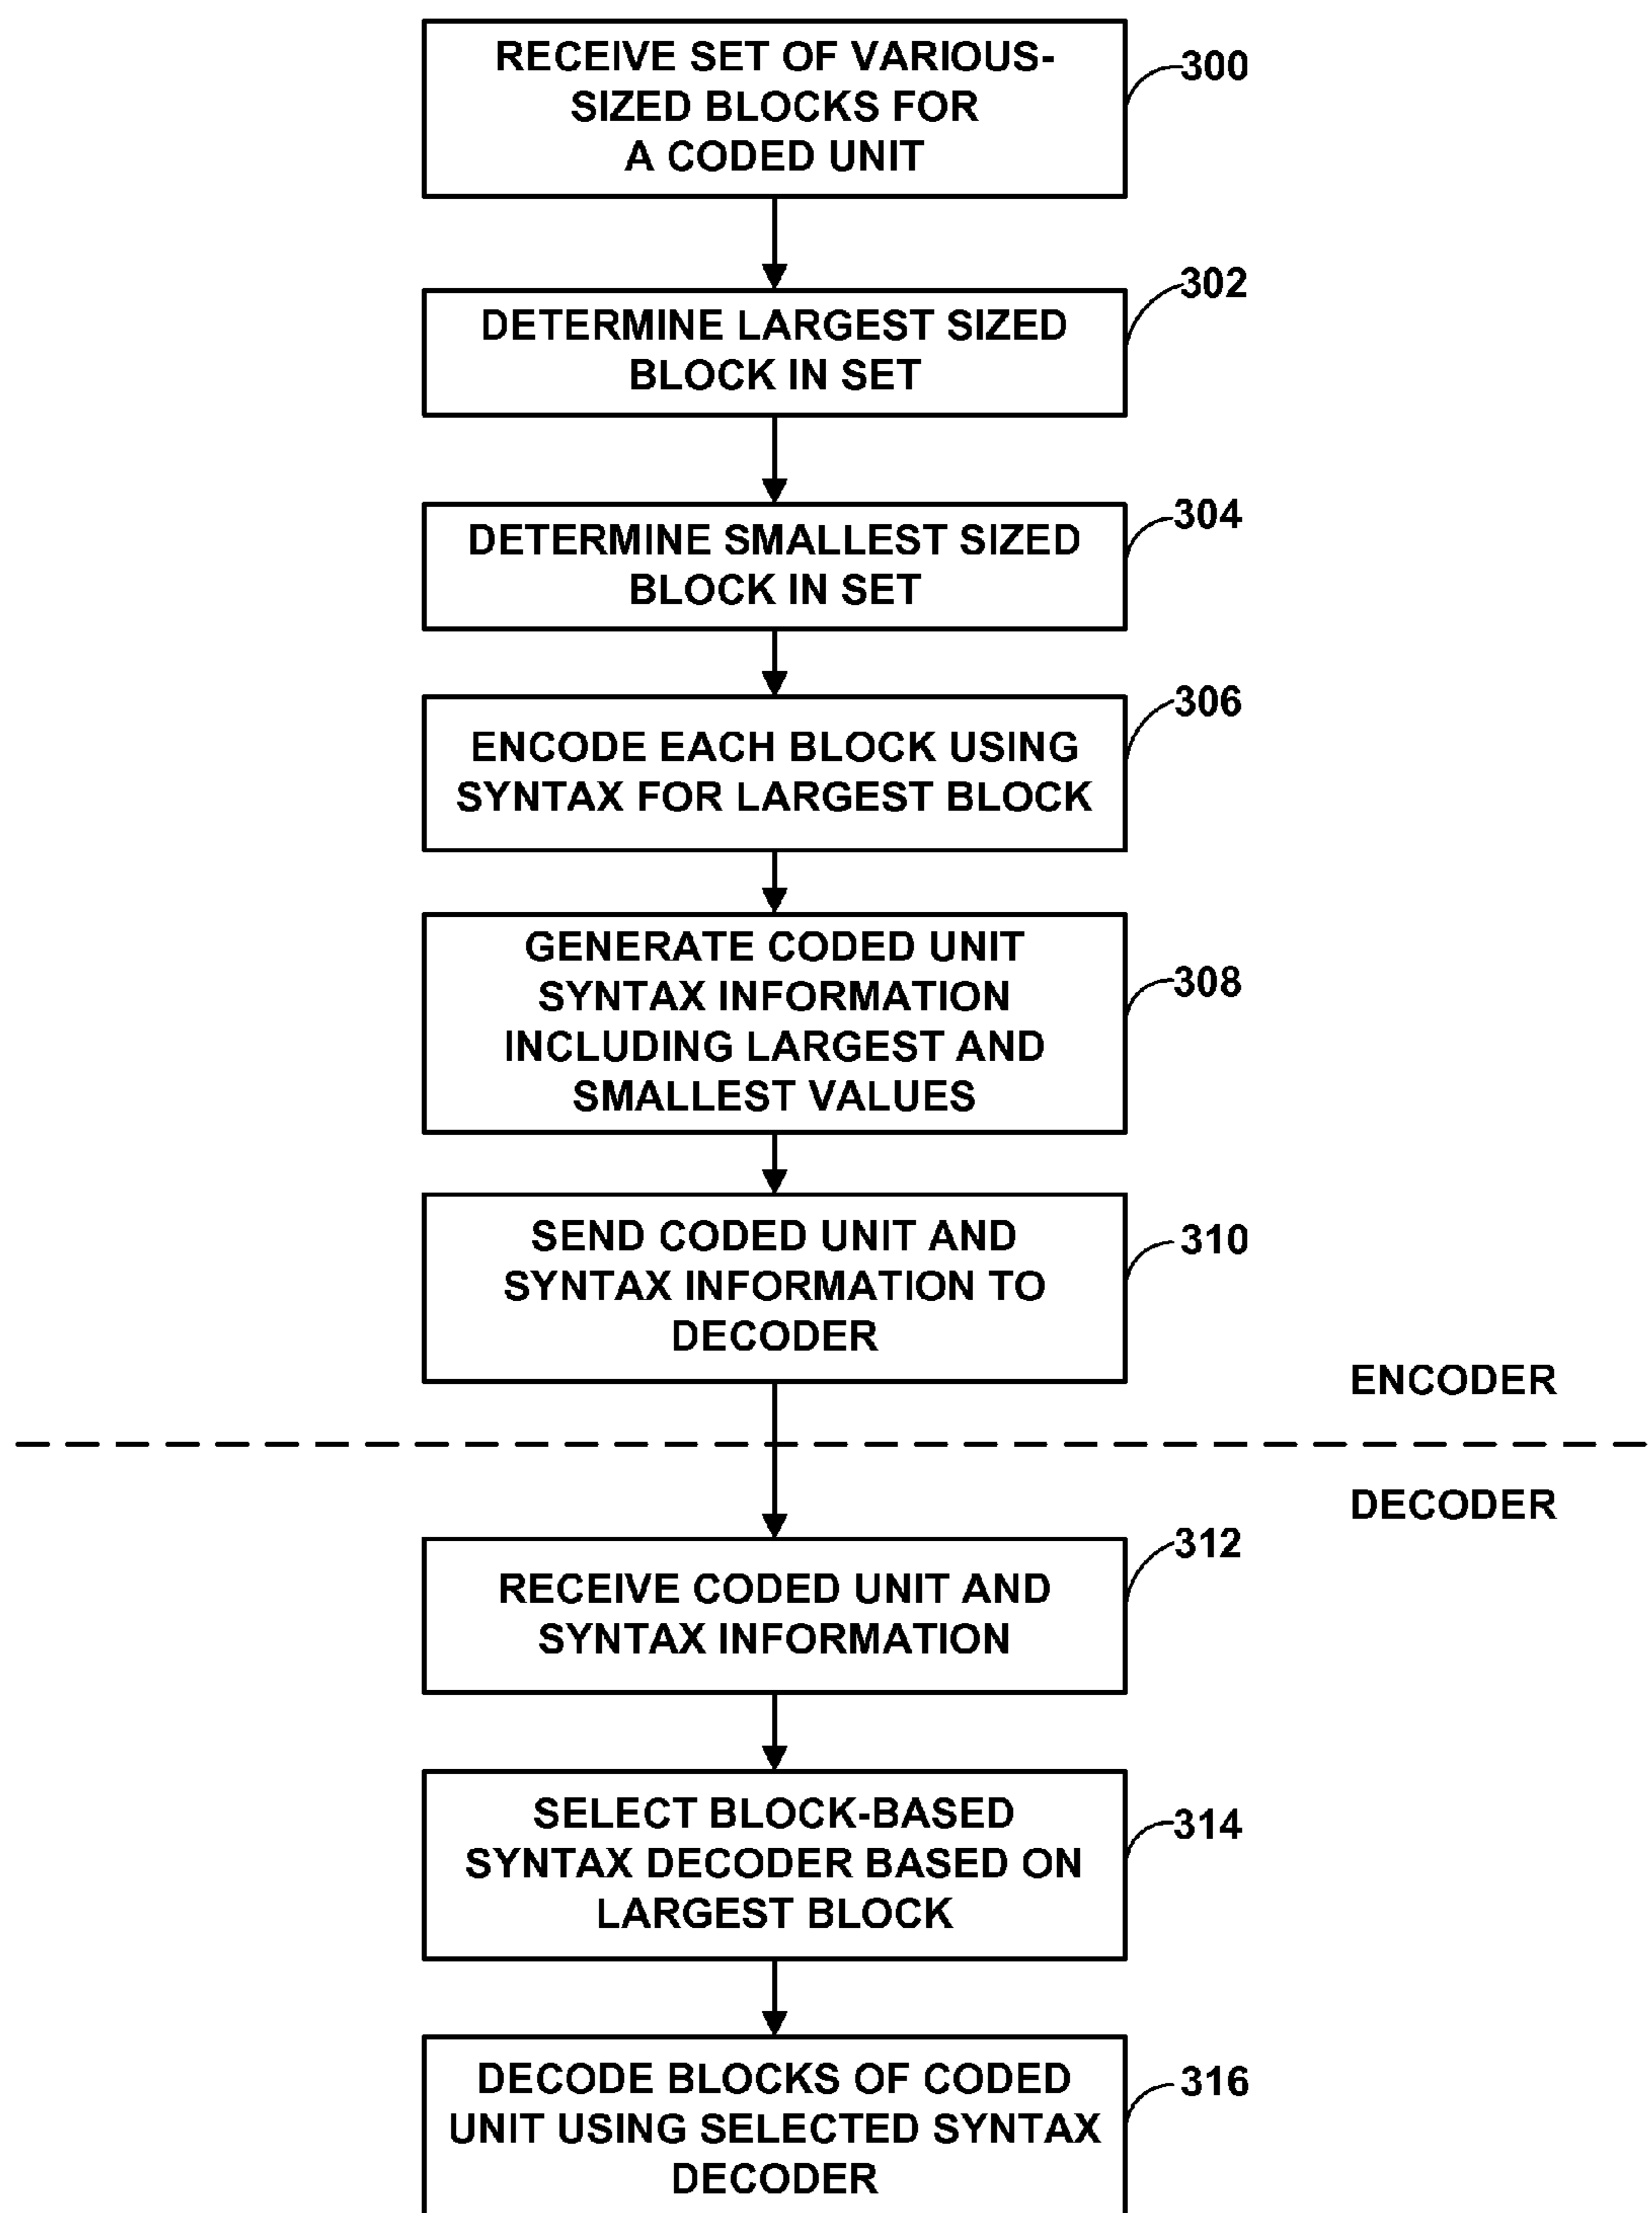 RECEIVE SET OF VARIOUS-
SIZED BLOCKS FOR
A CODED UNIT
300
DETERMINE LARGEST SIZED
BLOCK IN SET
302
DETERMINE SMALLEST SIZED
BLOCK IN SET
304
ENCODE EACH BLOCK USING
SYNTAX FOR LARGEST BLOCK
306
GENERATE CODED UNIT
SYNTAX INFORMATION
INCLUDING LARGEST AND
SMALLEST VALUES
308
SEND CODED UNIT AND
SYNTAX INFORMATION TO
DECODER
310
ENCODER
DECODER
RECEIVE CODED UNIT AND
SYNTAX INFORMATION
312
SELECT BLOCK-BASED
SYNTAX DECODER BASED ON
LARGEST BLOCK
314
DECODE BLOCKS OF CODED
UNIT USING SELECTED SYNTAX
DECODER
316